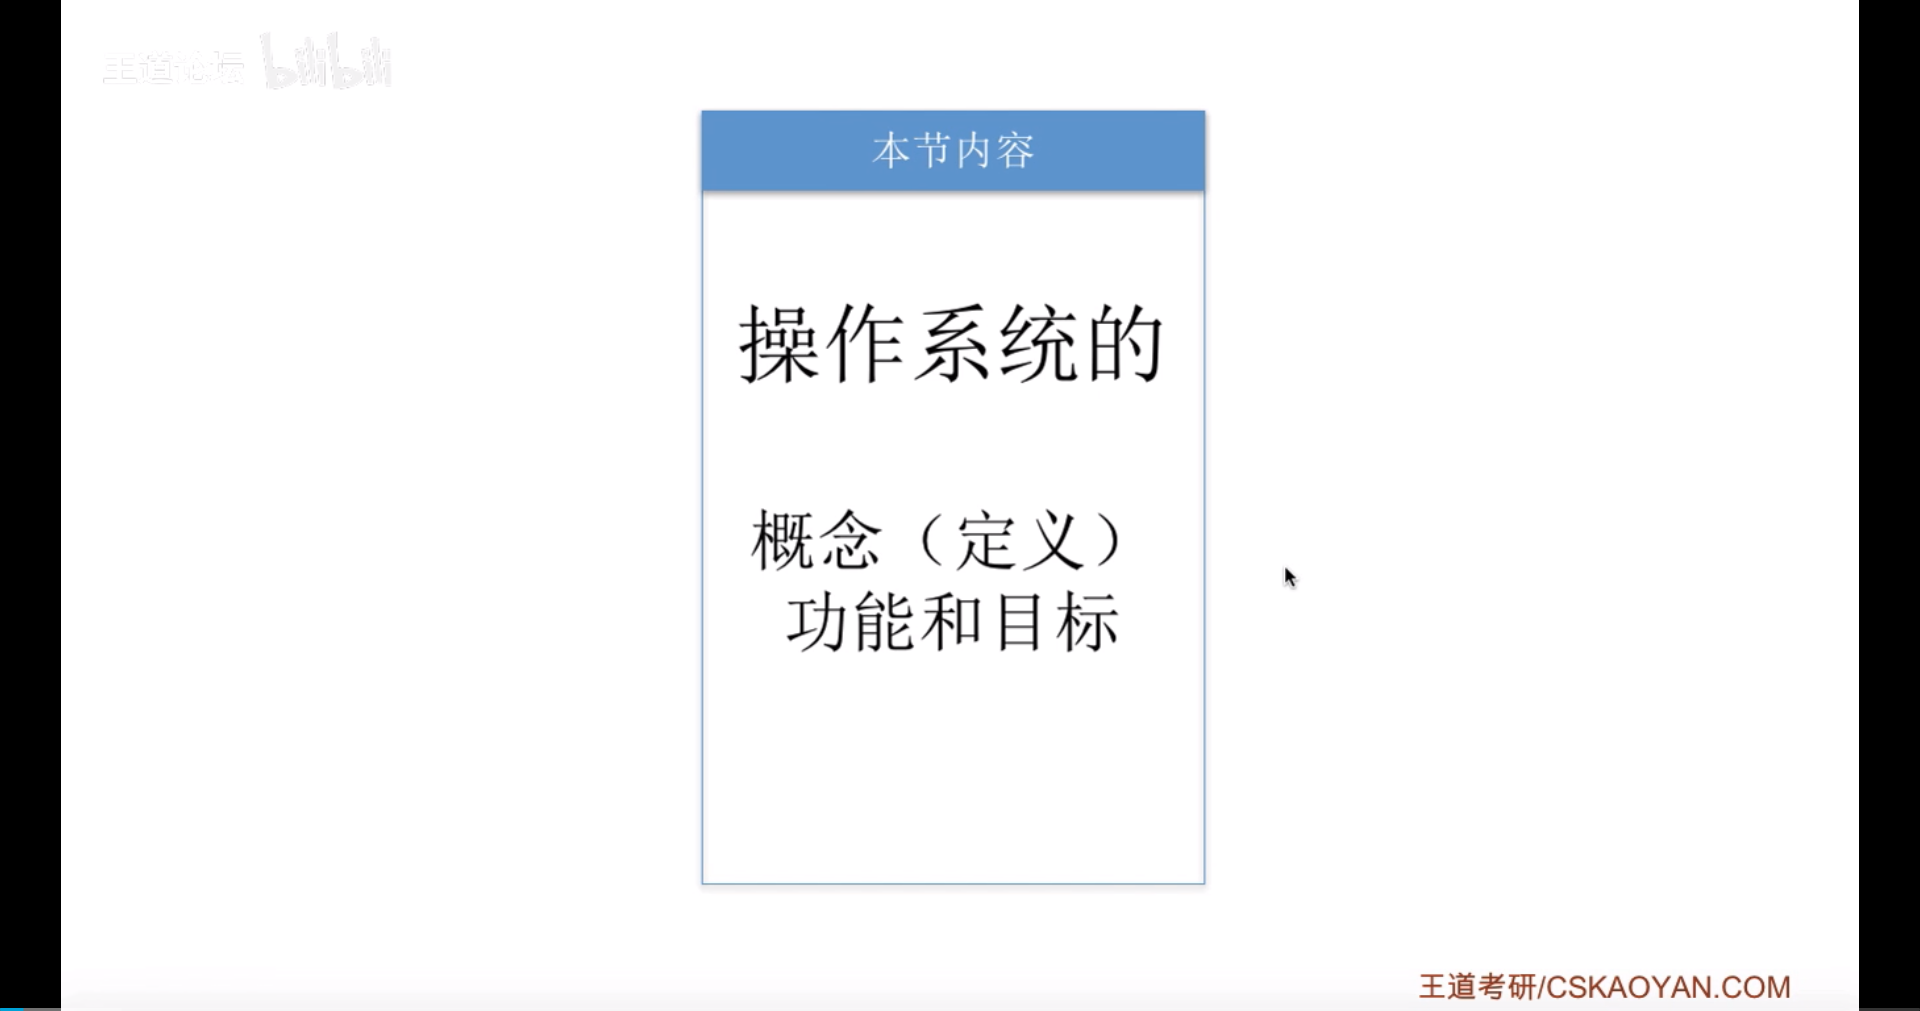 王道论坛 bilibili
本节内容
操作系统的
概念（定义）
功能和目标
王道考研/CSKAOYAN.COM